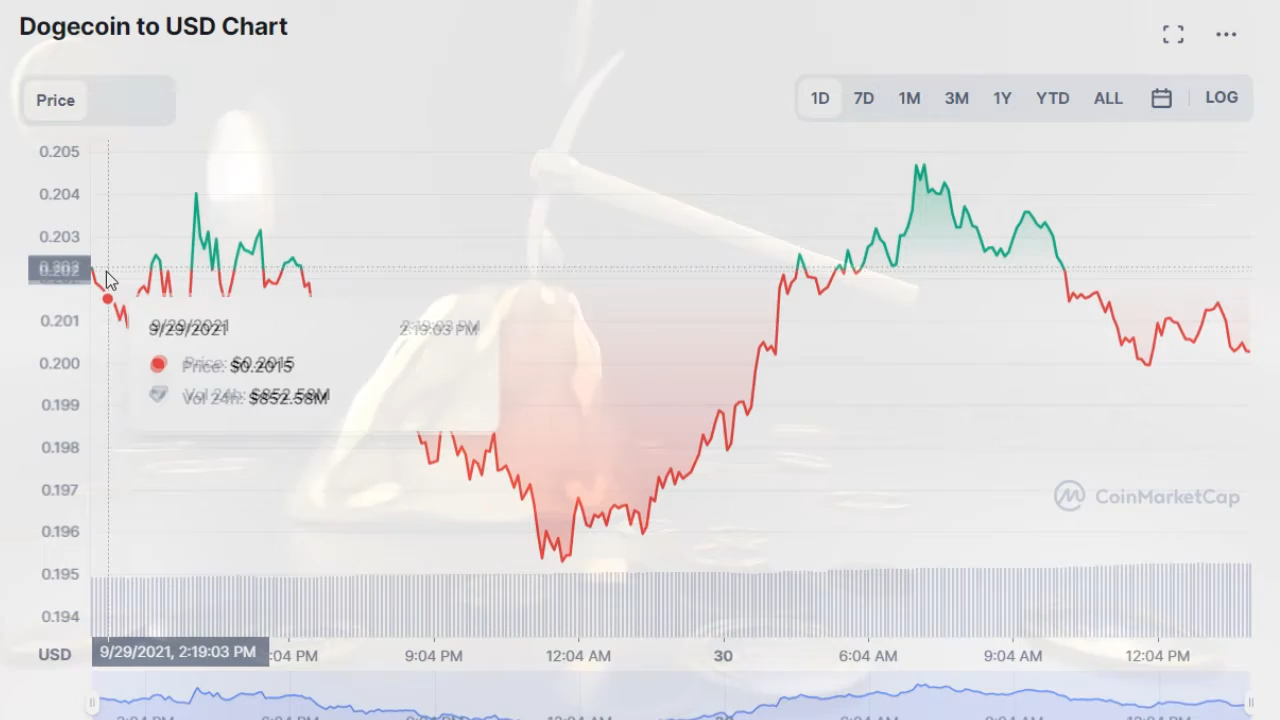 Dogecoin to USD Chart
Price
1D 7D 1M 3M 1Y YTD ALL LOG
0.205
0.204
0.203
0.202
0.201
0.200
0.199
0.198
0.197
0.196
0.195
0.194
9/29/2021 2:19:03 PM
Price: $0.2015
Vol 24h: $852.58M
CoinMarketCap
USD
9/29/2021, 2:19:03 PM :04 PM 9:04 PM 12:04 AM 30 6:04 AM 9:04 AM 12:04 PM